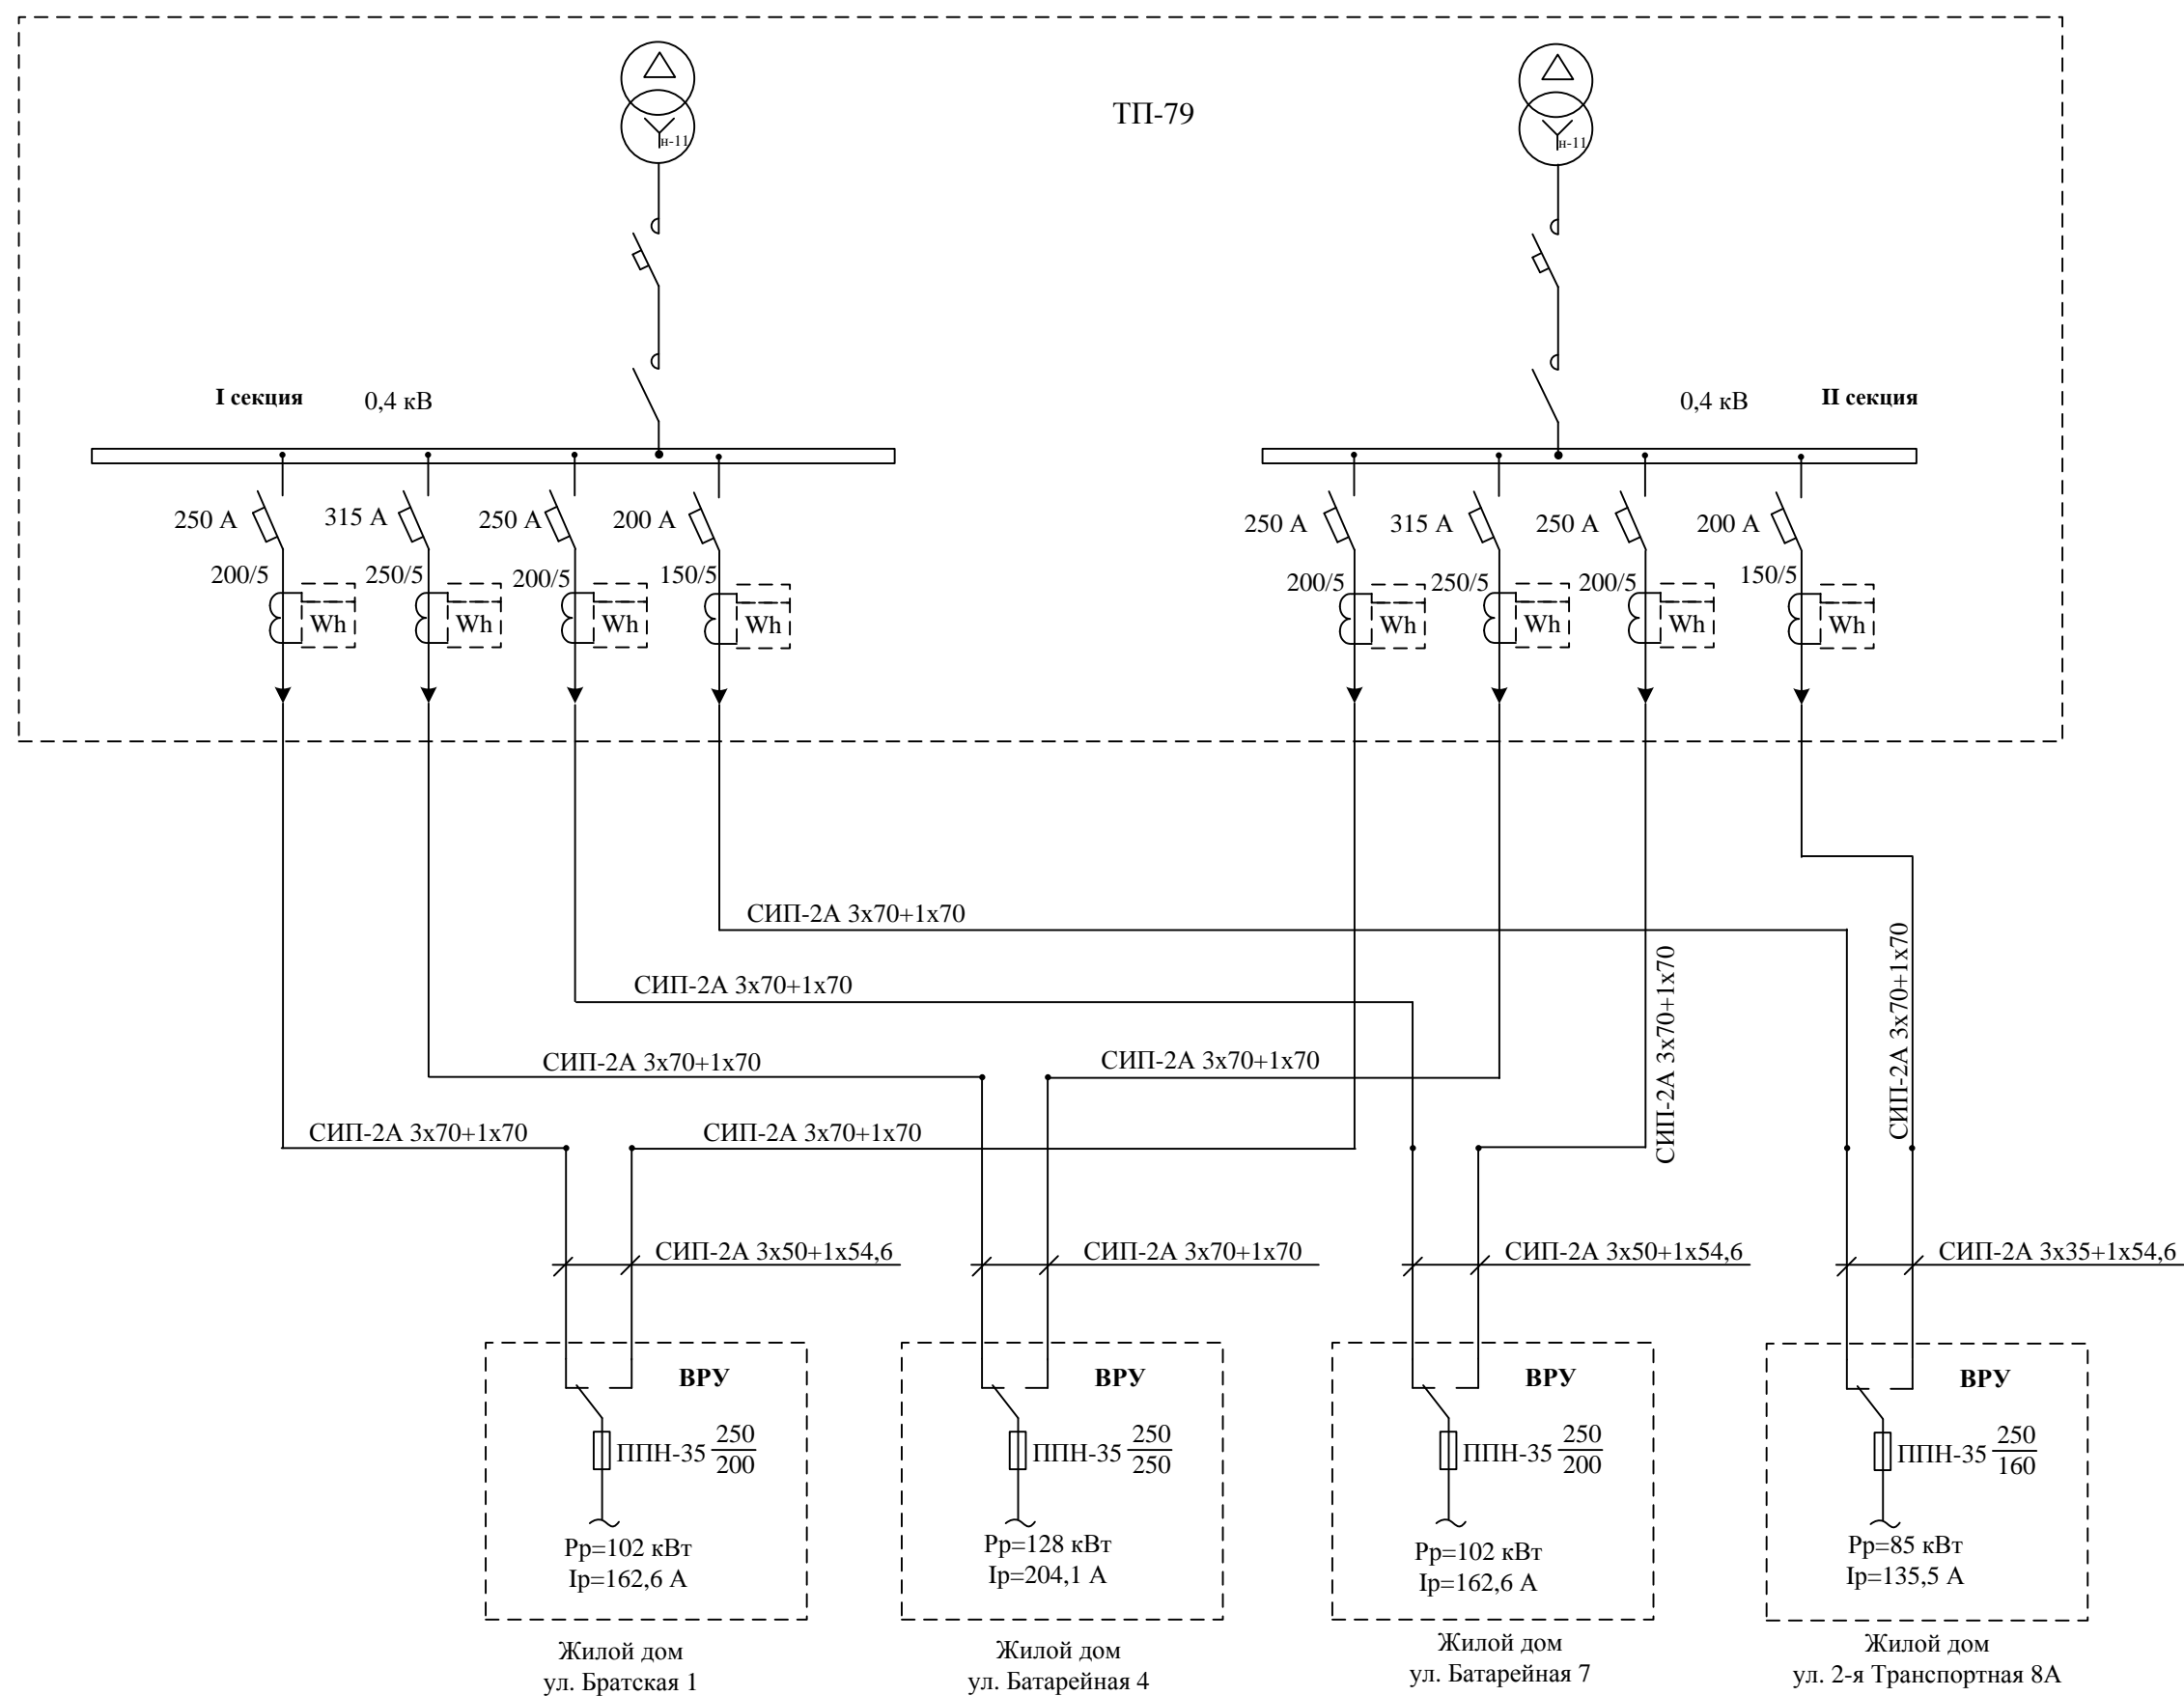 ТП-79
н-11
н-11
I секция
0,4 кВ
0,4 кВ
II секция
250 А
315 А
250 А
200 А
250 А
315 А
250 А
200 А
200/5
250/5
200/5
150/5
200/5
250/5
200/5
150/5
Wh
Wh
Wh
Wh
Wh
Wh
Wh
Wh
СИП-2А 3х70+1х70
СИП-2А 3х70+1х70
СИП-2А 3х70+1х70
СИП-2А 3х70+1х70
СИП-2А 3х70+1х70
СИП-2А 3х70+1х70
СИП-2А 3х70+1х70
СИП-2А 3х70+1х70
СИП-2А 3х50+1х54,6
СИП-2А 3х70+1х70
СИП-2А 3х50+1х54,6
СИП-2А 3х35+1х54,6
ВРУ
ППН-35 250
200
Рр=102 кВт
Iр=162,6 А
Жилой дом
ул. Братская 1
ВРУ
ППН-35 250
250
Рр=128 кВт
Iр=204,1 А
Жилой дом
ул. Батарейная 4
ВРУ
ППН-35 250
200
Рр=102 кВт
Iр=162,6 А
Жилой дом
ул. Батарейная 7
ВРУ
ППН-35 250
160
Рр=85 кВт
Iр=135,5 А
Жилой дом
ул. 2-я Транспортная 8А